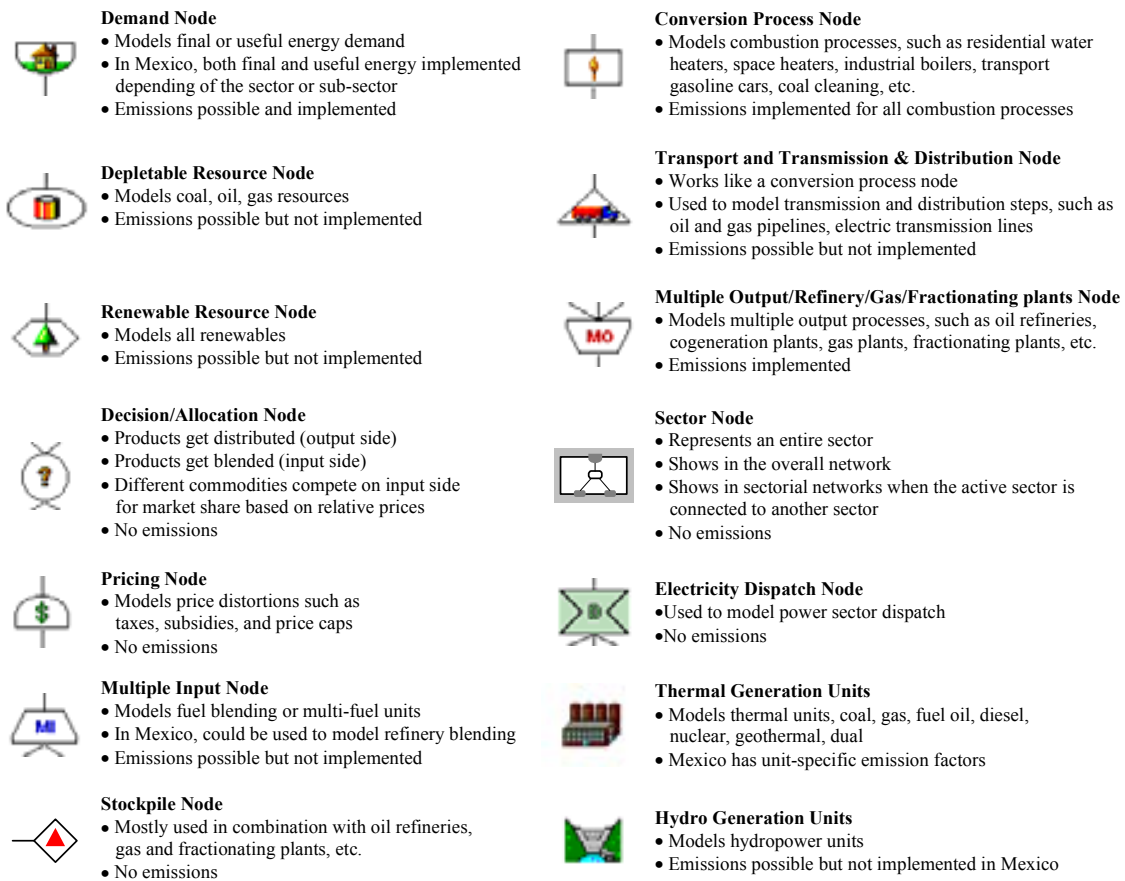 Demand Node
• Models final or useful energy demand
• In Mexico, both final and useful energy implemented
depending of the sector or sub-sector
• Emissions possible and implemented
Depletable Resource Node
• Models coal, oil, gas resources
• Emissions possible but not implemented
Renewable Resource Node
• Models all renewables
• Emissions possible but not implemented
?
Decision/Allocation Node
• Products get distributed (output side)
• Products get blended (input side)
• Different commodities compete on input side
for market share based on relative prices
• No emissions
$
Pricing Node
• Models price distortions such as
taxes, subsidies, and price caps
• No emissions
MI
Multiple Input Node
• Models fuel blending or multi-fuel units
• In Mexico, could be used to model refinery blending
• Emissions possible but not implemented
Stockpile Node
• Mostly used in combination with oil refineries,
gas and fractionating plants, etc.
• No emissions
Conversion Process Node
• Models combustion processes, such as residential water
heaters, space heaters, industrial boilers, transport
gasoline cars, coal cleaning, etc.
• Emissions implemented for all combustion processes
Transport and Transmission & Distribution Node
• Works like a conversion process node
• Used to model transmission and distribution steps, such as
oil and gas pipelines, electric transmission lines
• Emissions possible but not implemented
MO
Multiple Output/Refinery/Gas/Fractionating plants Node
• Models multiple output processes, such as oil refineries,
cogeneration plants, gas plants, fractionating plants, etc.
• Emissions implemented
Sector Node
• Represents an entire sector
• Shows in the overall network
• Shows in sectorial networks when the active sector is
connected to another sector
• No emissions
D
Electricity Dispatch Node
•Used to model power sector dispatch
•No emissions
Thermal Generation Units
• Models thermal units, coal, gas, fuel oil, diesel,
nuclear, geothermal, dual
• Mexico has unit-specific emission factors
Hydro Generation Units
• Models hydropower units
• Emissions possible but not implemented in Mexico